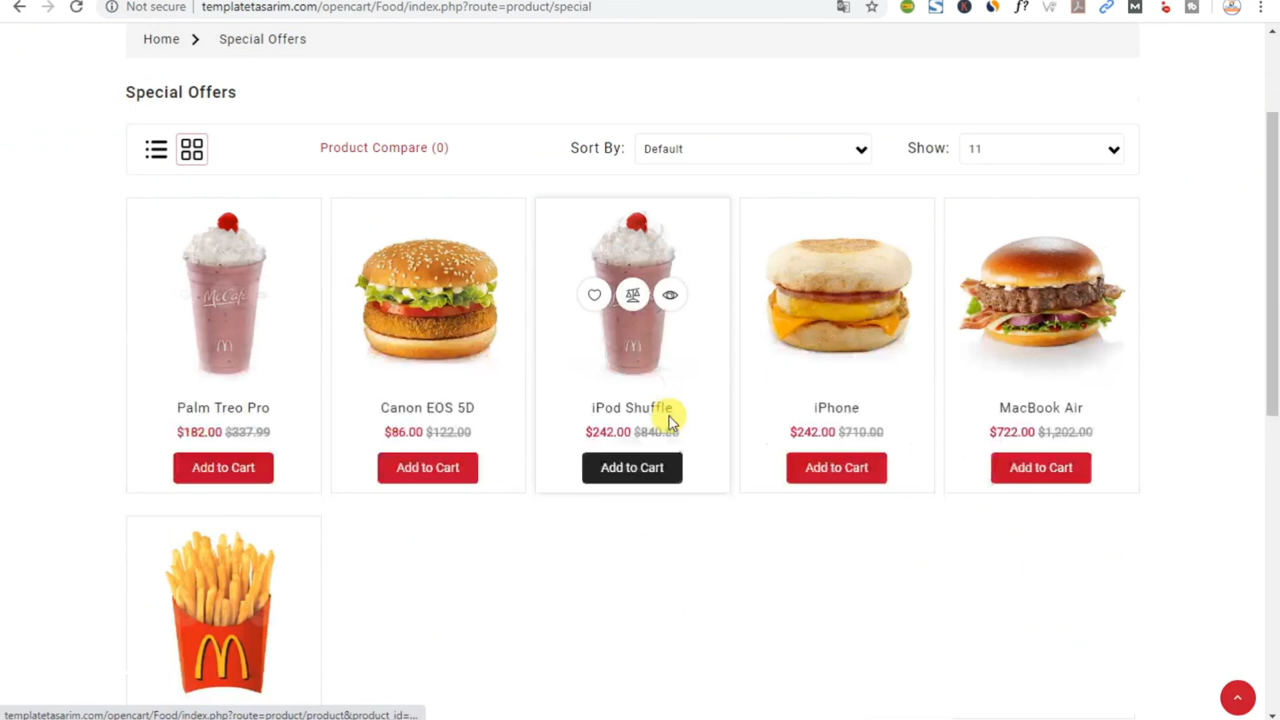 Not secure templatetasarim.com/opencart/Food/index.php?route=product/special
Home Special Offers
Special Offers
Product Compare (0) Sort By: Default Show: 11
McCafé
Palm Treo Pro
$182.00 $337.99
Add to Cart
Canon EOS 5D
$86.00 $122.00
Add to Cart
iPod Shuffle
$242.00
Add to Cart
iPhone
$242.00 $710.00
Add to Cart
MacBook Air
$722.00 $1,202.00
Add to Cart
templatetasarim.com/opencart/Food/index.php?route=product/product&product_id=...